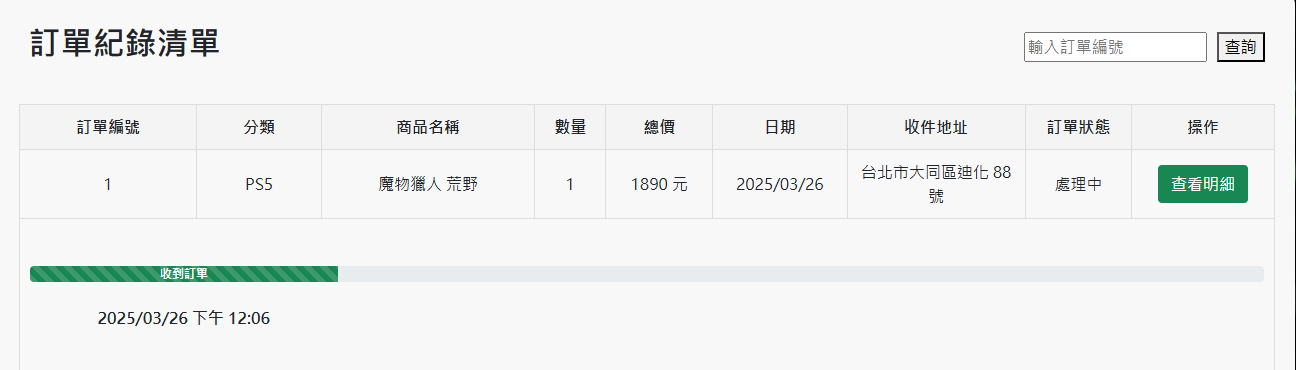 訂單紀錄清單
輸入訂單編號 查詢
訂單編號 分類 商品名稱 數量 總價 日期 收件地址 訂單狀態 操作
1 PS5 魔物獵人 荒野 1 1890 元 2025/03/26 台北市大同區迪化 88 處理中 查看明細
號
收到訂單
2025/03/26 下午 12:06